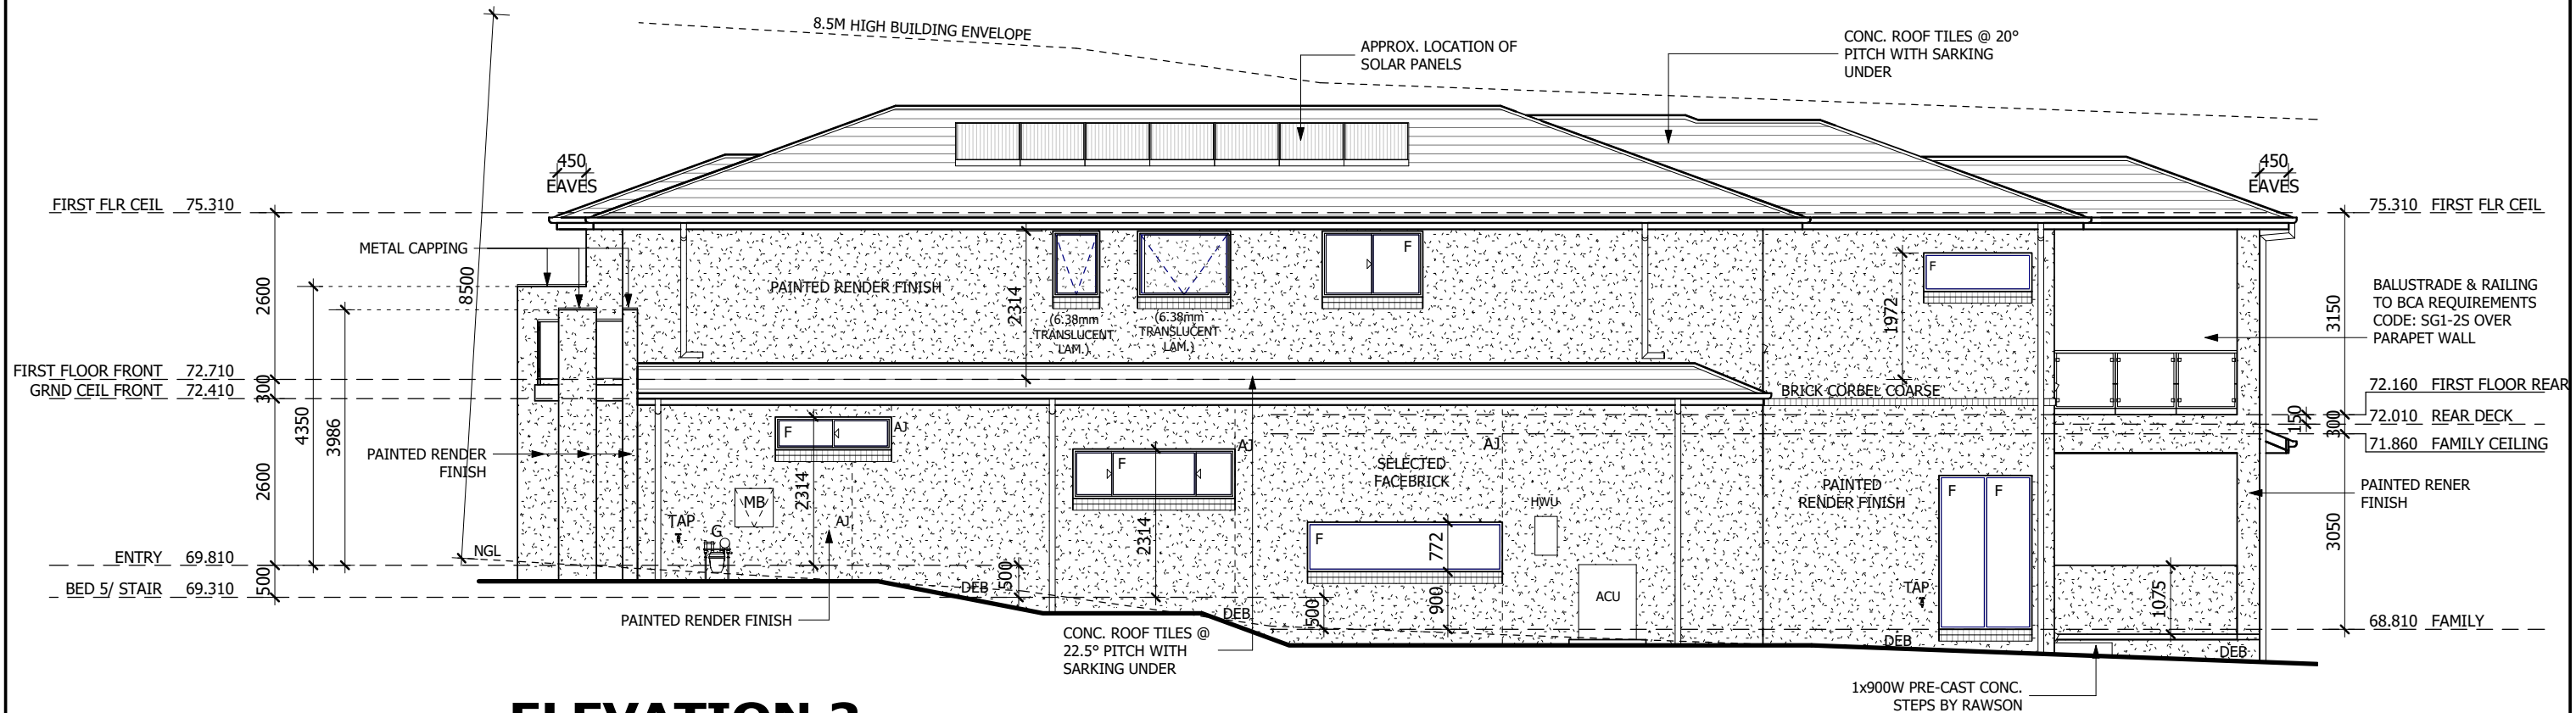 8.5M HIGH BUILDING ENVELOPE
APPROX. LOCATION OF
SOLAR PANELS
CONC. ROOF TILES @ 20°
PITCH WITH SARKING
UNDER
450
EAVES
450
EAVES
FIRST FLR CEIL 75.310
75.310 FIRST FLR CEIL
METAL CAPPING
8500
2600
4350
3986
PAINTED RENDER FINISH
2314
(6.38mm
TRANSLUCENT
LAM.)
(6.38mm
TRANSLUCENT
LAM.)
F
F
1972
3150
BALUSTRADE & RAILING
TO BCA REQUIREMENTS
CODE: SG1-2S OVER
PARAPET WALL
FIRST FLOOR FRONT 72.710
300
GRND CEIL FRONT 72.410
BRICK CORBEL COARSE
72.160 FIRST FLOOR REAR
150
300
72.010 REAR DECK
71.860 FAMILY CEILING
PAINTED RENDER
FINISH
2600
F
AJ
2314
MB
TAP
G
AJ
F
AJ
2314
SELECTED
FACEBRICK
AJ
F
772
900
HWU
ACU
PAINTED
RENDER FINISH
F
F
TAP
PAINTED RENER
FINISH
3050
1075
NGL
ENTRY 69.810
500
BED 5/ STAIR 69.310
DEB
500
DEB
500
DEB
DEB
68.810 FAMILY
PAINTED RENDER FINISH
CONC. ROOF TILES @
22.5° PITCH WITH
SARKING UNDER
1x900W PRE-CAST CONC.
STEPS BY RAWSON
ELEVATION